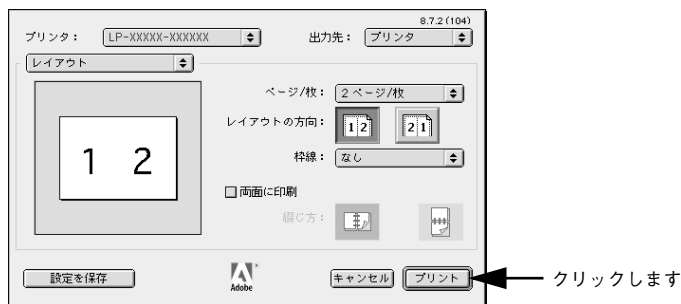 8.7.2(104)
プリンタ： LP-XXXXX-XXXXXX 出力先： プリンタ
レイアウト
ページ/枚： 2 ページ/枚
レイアウトの方向： 1 2 2 1
1 2
枠線： なし
両面に印刷
綴じ方：
設定を保存 Adobe キャンセル プリント クリックします